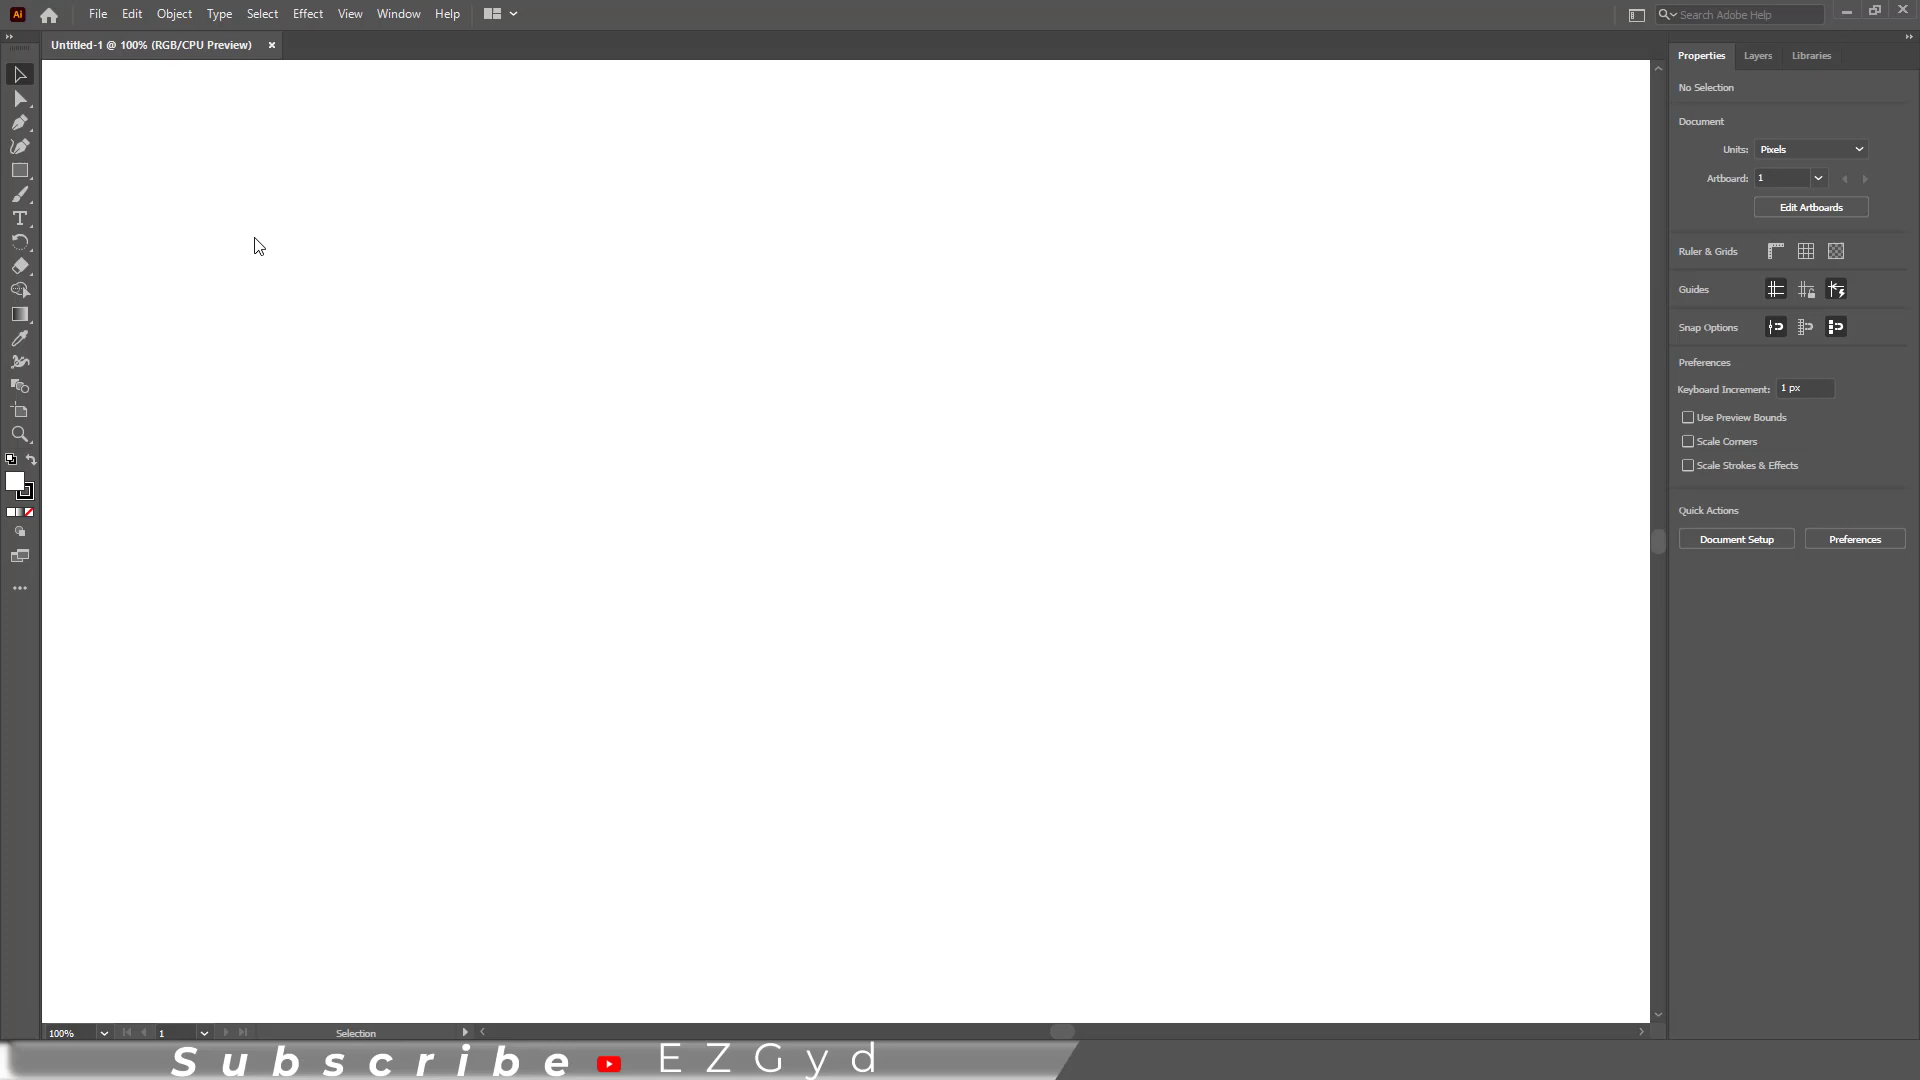 Ai File Edit Object Type Select Effect View Window Help Search Adobe Help
Untitled-1 @ 100% (RGB/CPU Preview) ×
Properties Layers Libraries
No Selection
Document
Units: Pixels
Artboard: 1
Edit Artboards
Ruler & Grids
Guides
Snap Options
Preferences
Keyboard Increment: 1 px
Use Preview Bounds
Scale Corners
Scale Strokes & Effects
Quick Actions
Document Setup Preferences
100% 1 Selection
Subscribe EZGyd